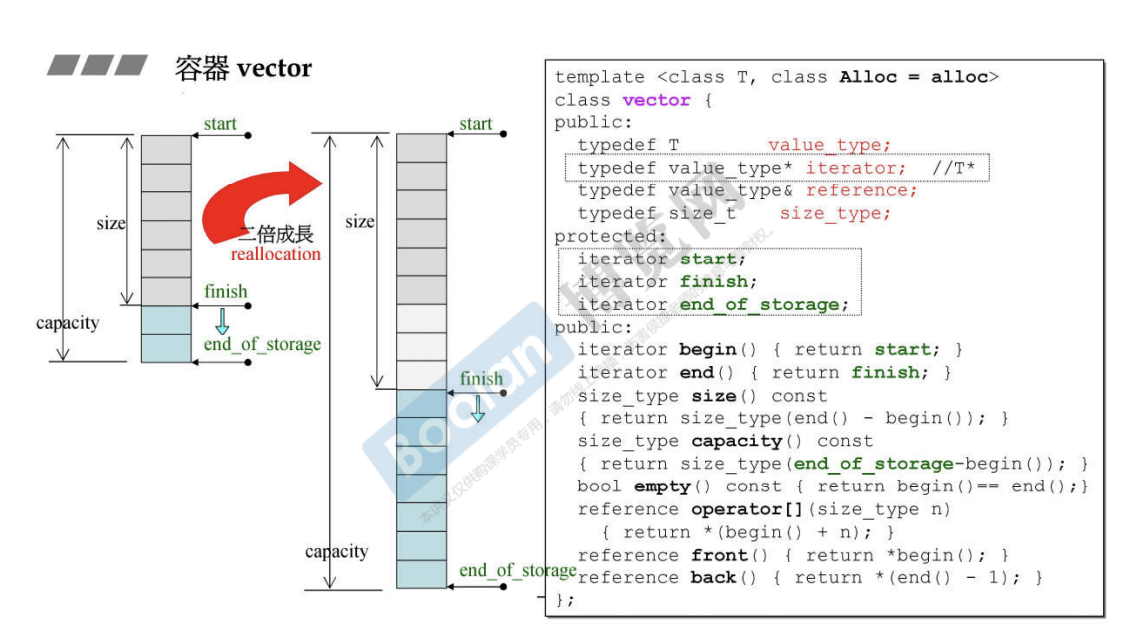 容器 vector
start
size
capacity
finish
end_of_storage
二倍成長
reallocation
start
size
finish
capacity
end_of_storage
template <class T, class Alloc = alloc>
class vector {
public:
typedef T value_type;
typedef value_type* iterator; //T*
typedef value_type& reference;
typedef size_t size_type;
protected:
iterator start;
iterator finish;
iterator end_of_storage;
public:
iterator begin() { return start; }
iterator end() { return finish; }
size_type size() const
{ return size_type(end() - begin()); }
size_type capacity() const
{ return size_type(end_of_storage-begin()); }
bool empty() const { return begin()== end();}
reference operator[](size_type n)
{ return *(begin() + n); }
reference front() { return *begin(); }
reference back() { return *(end() - 1); }
};
Boolan 博览网